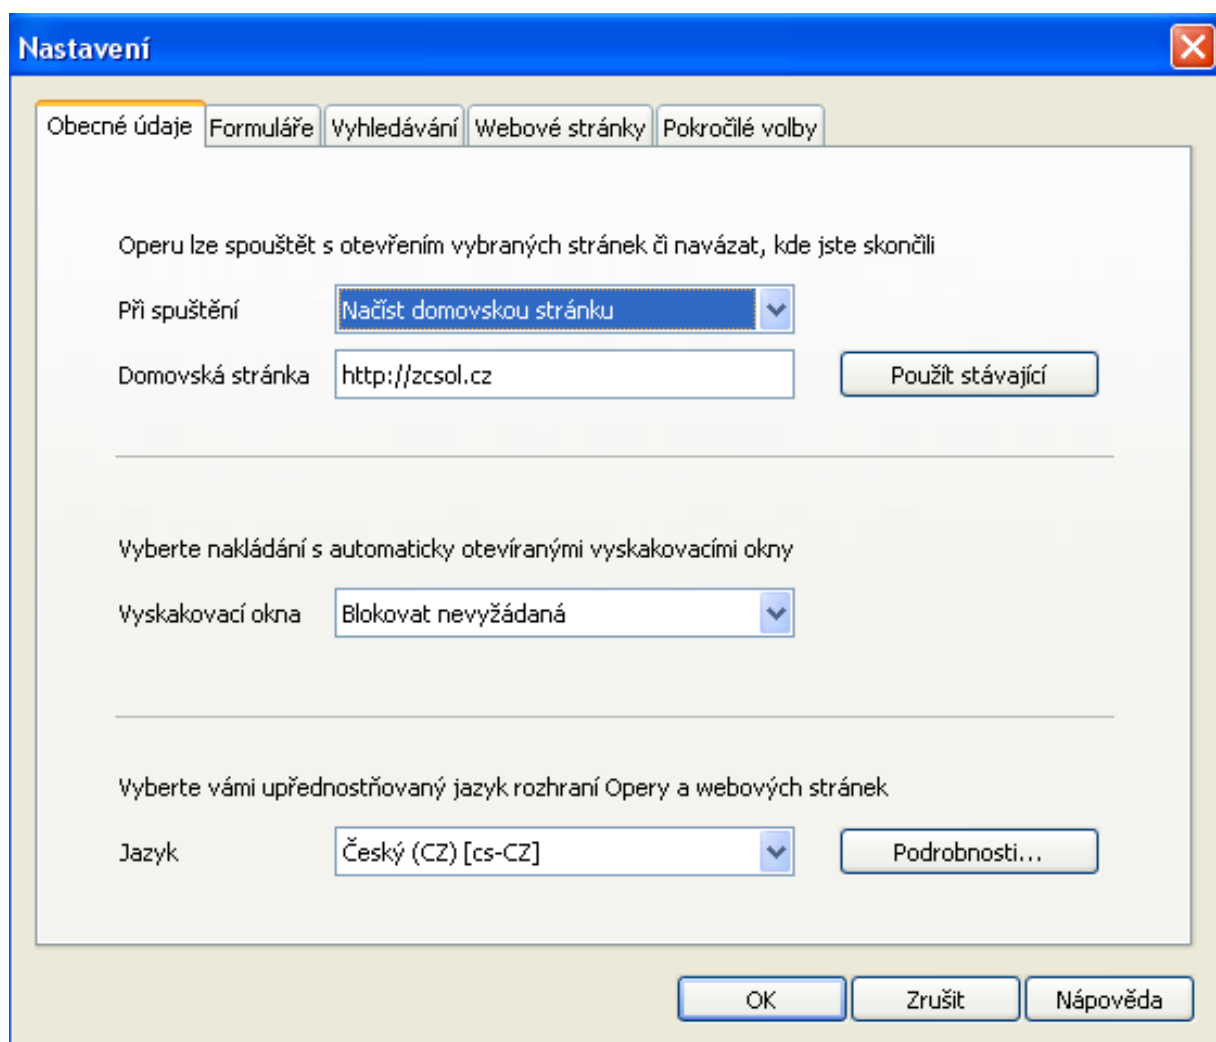 Nastavení
Obecné údaje Formuláře Vyhledávání Webové stránky Pokročilé volby
Operu lze spouštět s otevřením vybraných stránek či navázat, kde jste skončili
Při spuštění Načíst domovskou stránku
Domovská stránka http://zcsol.cz Použít stávající
Vyberte nakládání s automaticky otevíranými vyskakovacími okny
Vyskakovací okna Blokovat nevyžádaná
Vyberte vámi upřednostňovaný jazyk rozhraní Opery a webových stránek
Jazyk Český (CZ) [cs-CZ] Podrobnosti...
OK Zrušit Nápověda